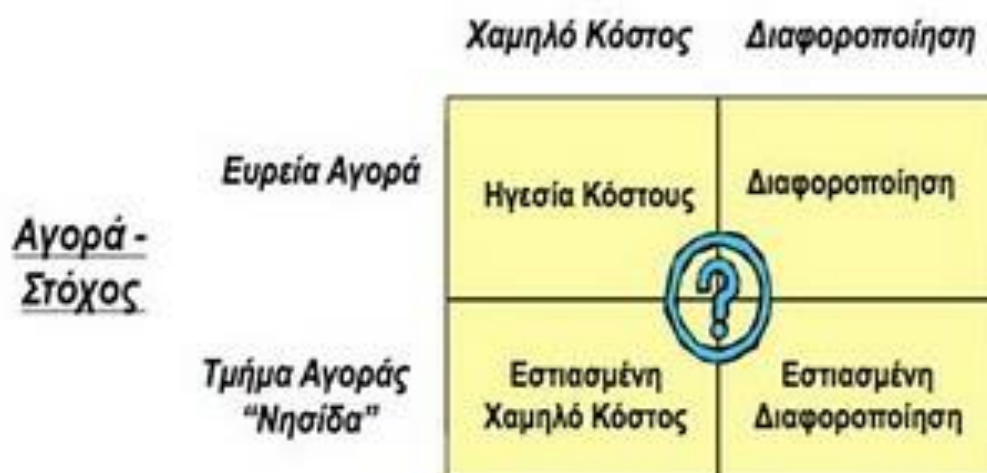 Χαμηλό Κόστος Διαφοροποίηση
Ευρεία Αγορά
Ηγεσία Κόστους
Διαφοροποίηση
Αγορά -
Στόχος
?
Τμήμα Αγοράς
“Νησίδα”
Εστιασμένη
Χαμηλό Κόστος
Εστιασμένη
Διαφοροποίηση